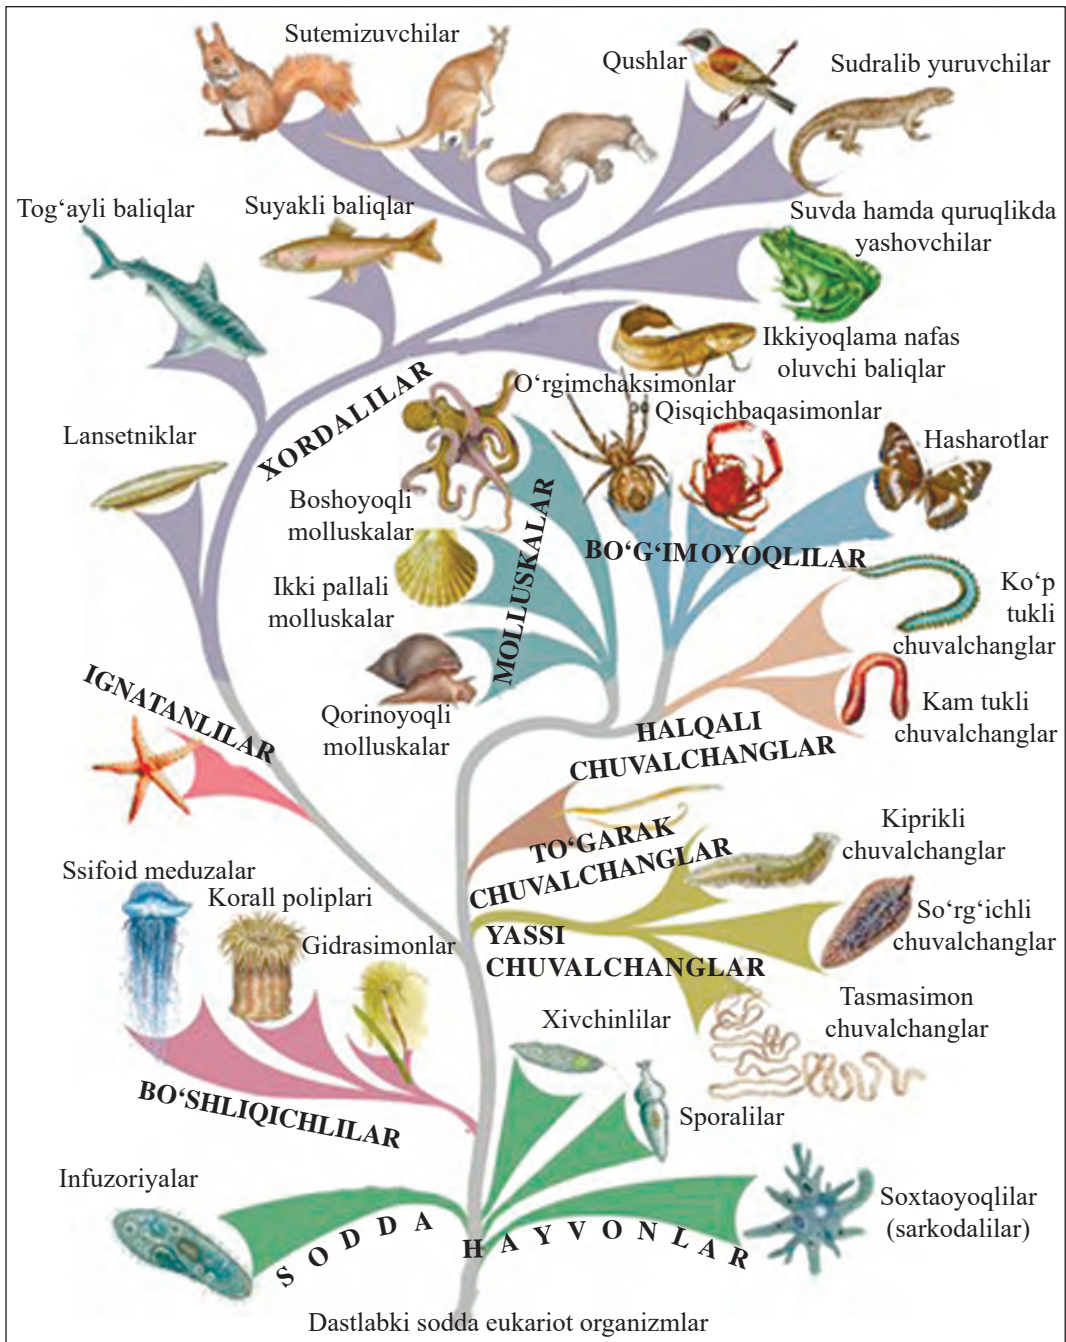 Sutemizuvchilar
Qushlar
Sudralib yuruvchilar
Tog‘ayli baliqlar
Suyakli baliqlar
Suvda hamda quruqlikda
yashovchilar
Ikkiyoqlama nafas
oluvchi baliqlar
XORDALILAR
O‘rgimchaksimonlar
Qisqichbaqasimonlar
Lansetniklar
Hasharotlar
Boshoyoqli
molluskalar
MOLLUSKALAR
BO‘G‘IMOYOQLILAR
Ikki pallali
molluskalar
Ko‘p
tukli
chuvalchanglar
IGNATANLILAR
Qorinoyoqli
molluskalar
Kam tukli
chuvalchanglar
HALQALI
CHUVALCHANGLAR
TO‘GARAK
CHUVALCHANGLAR
Kiprikli
chuvalchanglar
Ssifoid meduzalar
Korall poliplari
Gidrasimonlar
So‘rg‘ichli
chuvalchanglar
YASSI
CHUVALCHANGLAR
Tasmasimon
chuvalchanglar
Xivchinlilar
BO‘SHLIQICHLILAR
Sporalilar
Infuzoriyalar
Soxtaoyoqlilar
(sarkodalilar)
SODDA HAYVONLAR
Dastlabki sodda eukariot organizmlar